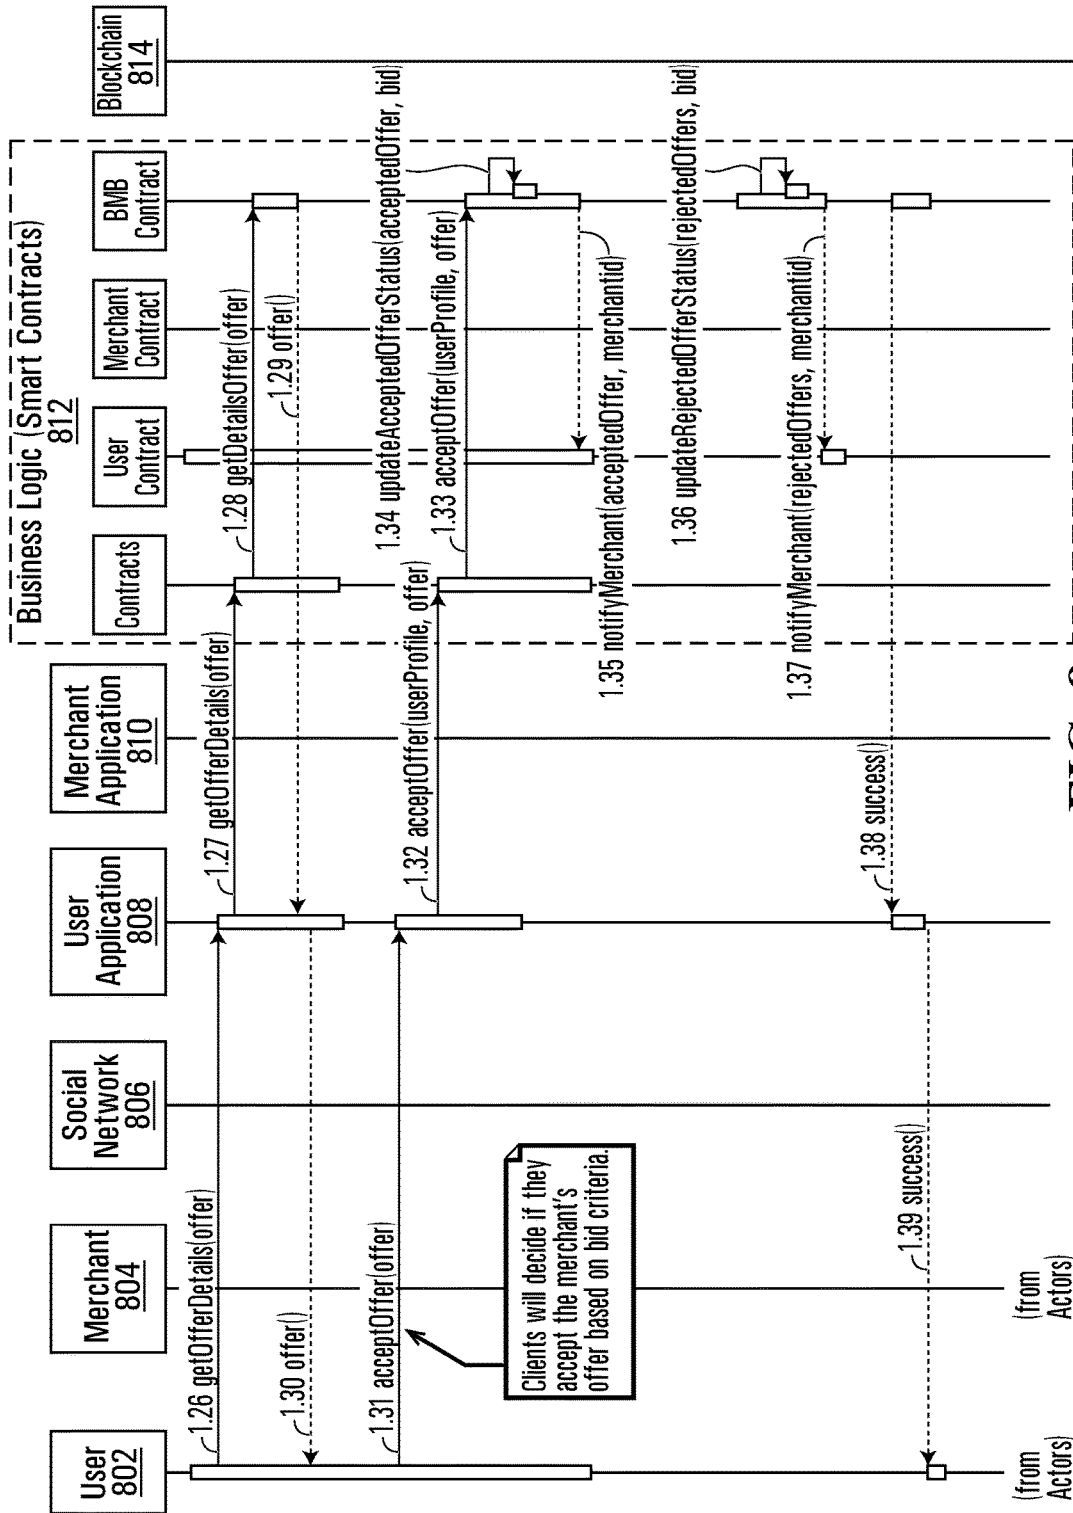 User
802
Merchant
804
Social
Network
806
User
Application
808
Merchant
Application
810
Business Logic (Smart Contracts)
812
Contracts
User
Contract
Merchant
Contract
BMB
Contract
Blockchain
814
1.26 getOfferDetails(offer)
1.27 getOfferDetails(offer)
1.28 getDetailsOffer(offer)
1.29 offer()
1.30 offer()
1.31 acceptOffer(offer)
Clients will decide if they
accept the merchant's
offer based on bid criteria.
1.32 acceptOffer(userProfile, offer)
1.34 updateAcceptedOfferStatus(acceptedOffer, bid)
1.33 acceptOffer(userProfile, offer)
1.35 notifyMerchant(acceptedOffer, merchantid)
1.36 updateRejectedOfferStatus(rejectedOffers, bid)
1.37 notifyMerchant(rejectedOffers, merchantid)
1.38 success()
1.39 success()
(from
Actors)
(from
Actors)